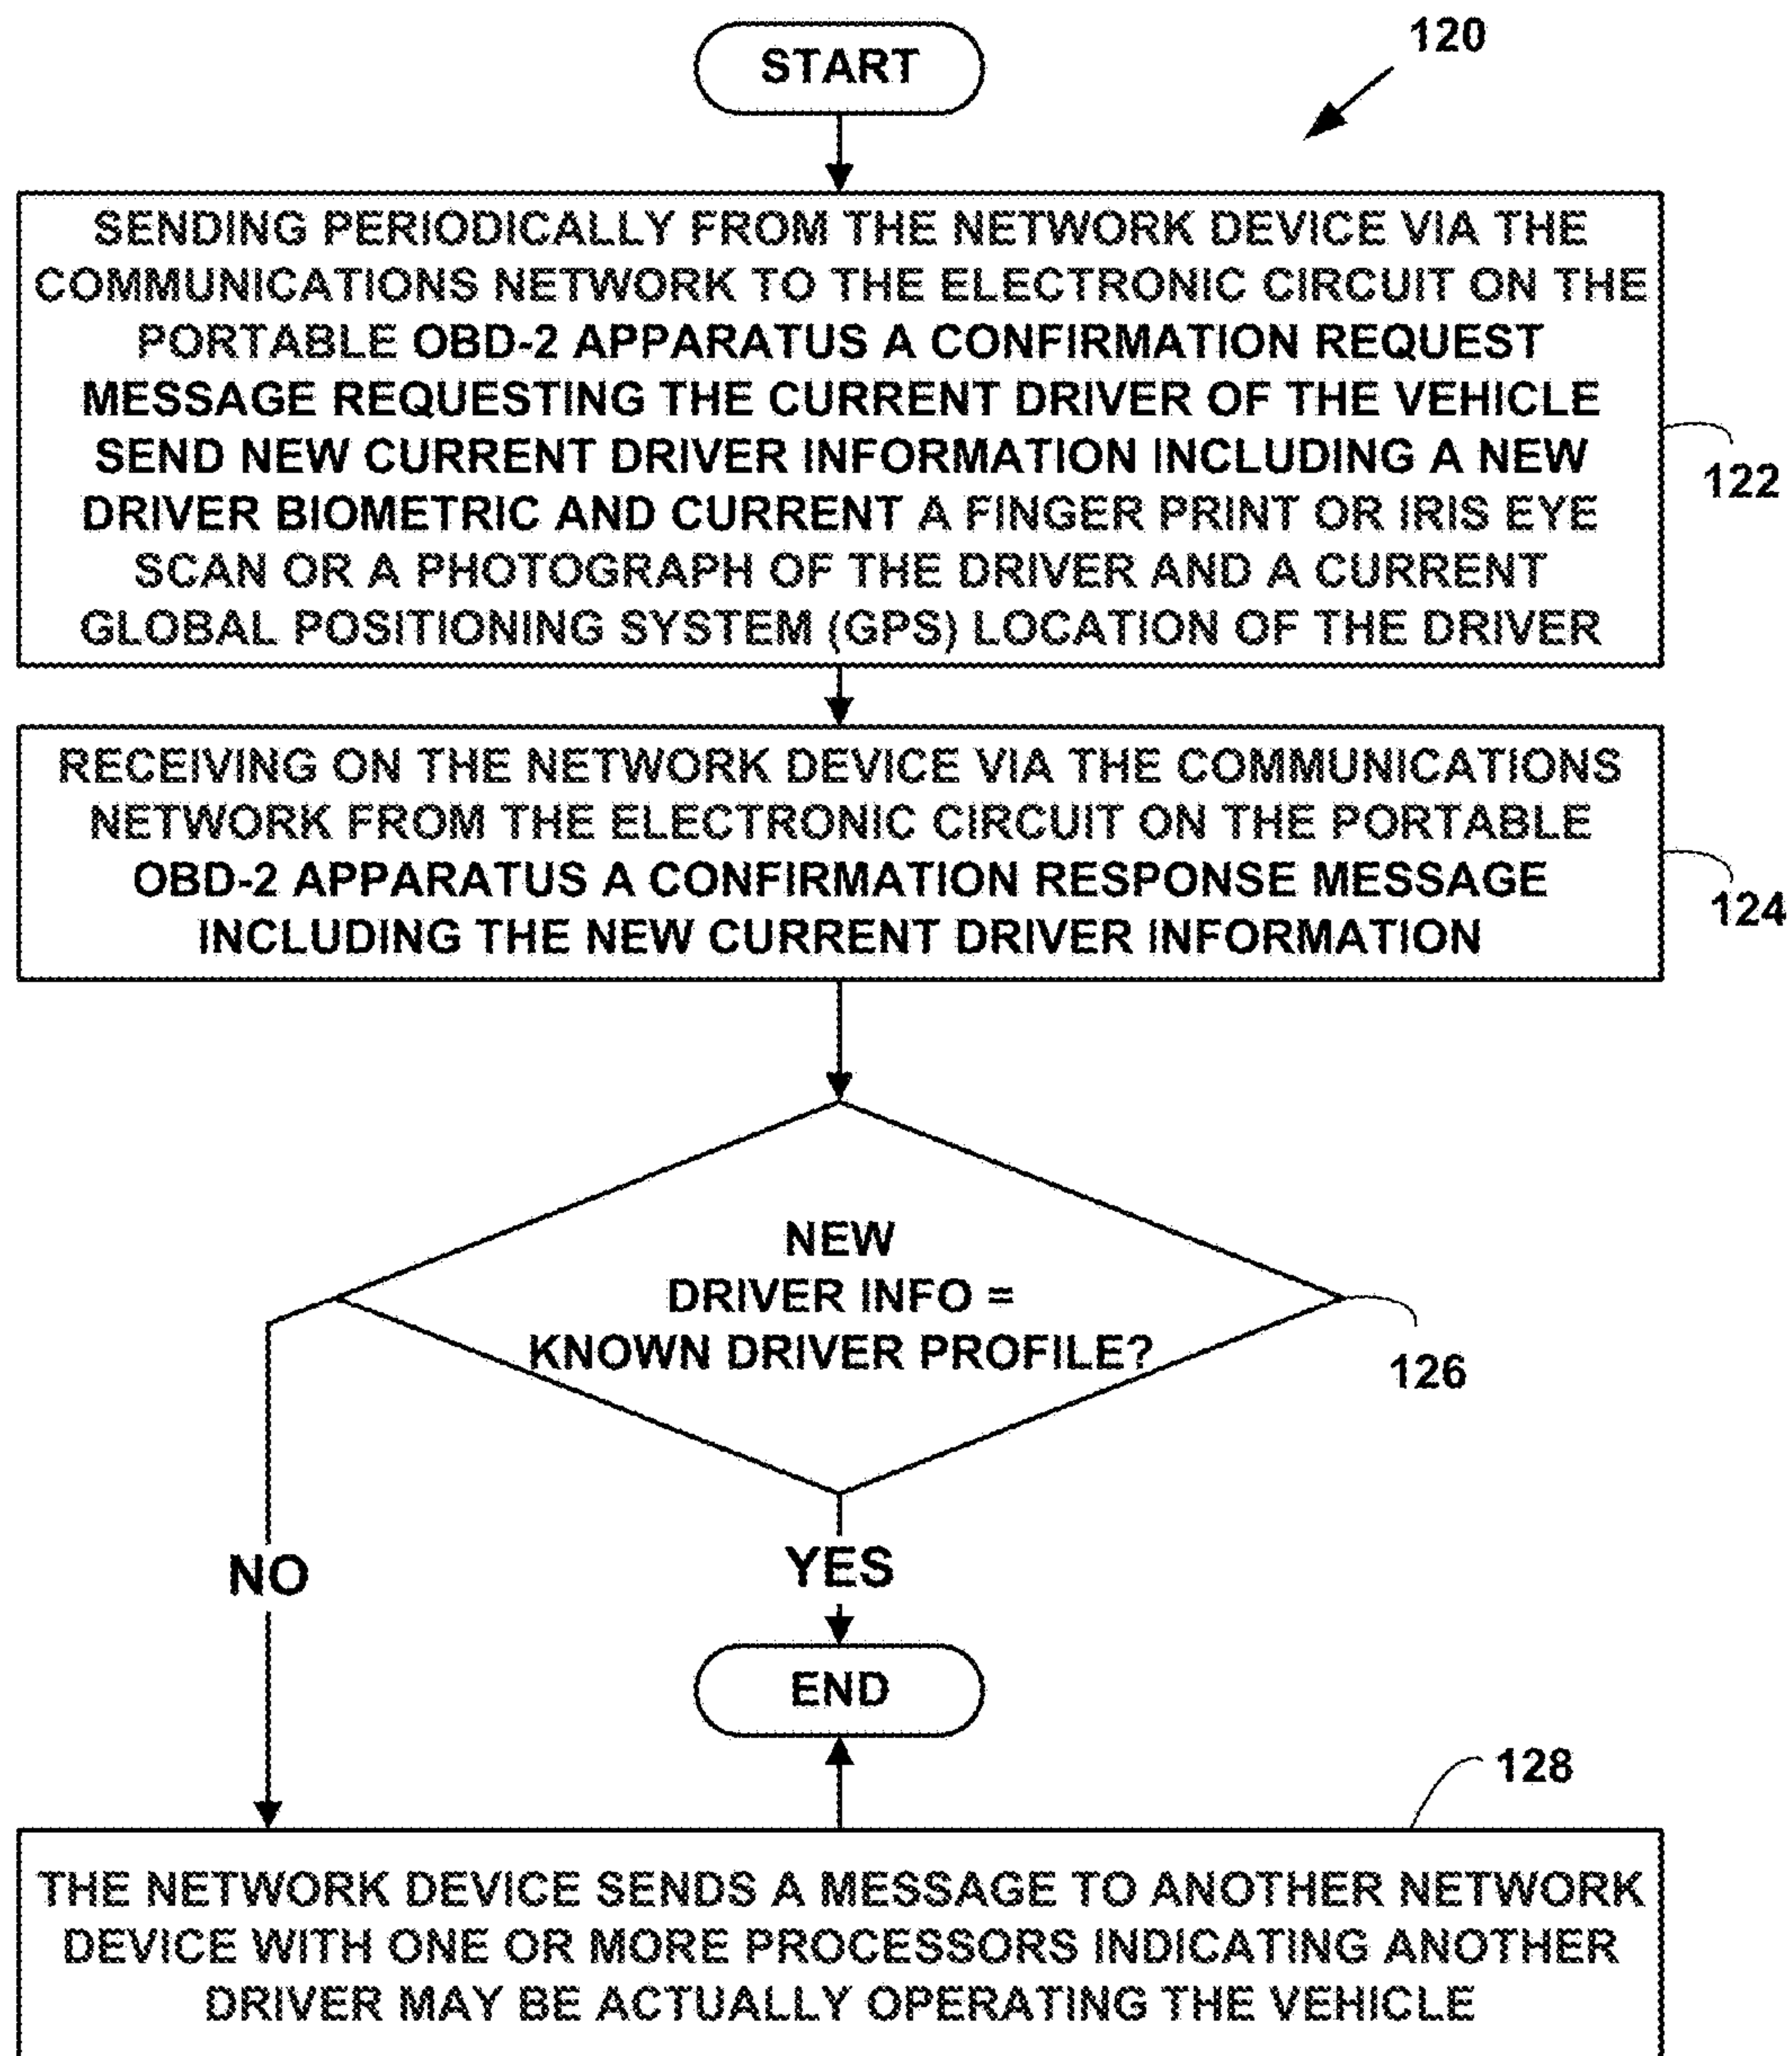 START
120
SENDING PERIODICALLY FROM THE NETWORK DEVICE VIA THE
COMMUNICATIONS NETWORK TO THE ELECTRONIC CIRCUIT ON THE
PORTABLE OBD-2 APPARATUS A CONFIRMATION REQUEST
MESSAGE REQUESTING THE CURRENT DRIVER OF THE VEHICLE
SEND NEW CURRENT DRIVER INFORMATION INCLUDING A NEW
DRIVER BIOMETRIC AND CURRENT A FINGER PRINT OR IRIS EYE
SCAN OR A PHOTOGRAPH OF THE DRIVER AND A CURRENT
GLOBAL POSITIONING SYSTEM (GPS) LOCATION OF THE DRIVER
122
RECEIVING ON THE NETWORK DEVICE VIA THE COMMUNICATIONS
NETWORK FROM THE ELECTRONIC CIRCUIT ON THE PORTABLE
OBD-2 APPARATUS A CONFIRMATION RESPONSE MESSAGE
INCLUDING THE NEW CURRENT DRIVER INFORMATION
124
NEW
DRIVER INFO =
KNOWN DRIVER PROFILE?
126
NO
YES
END
128
THE NETWORK DEVICE SENDS A MESSAGE TO ANOTHER NETWORK
DEVICE WITH ONE OR MORE PROCESSORS INDICATING ANOTHER
DRIVER MAY BE ACTUALLY OPERATING THE VEHICLE